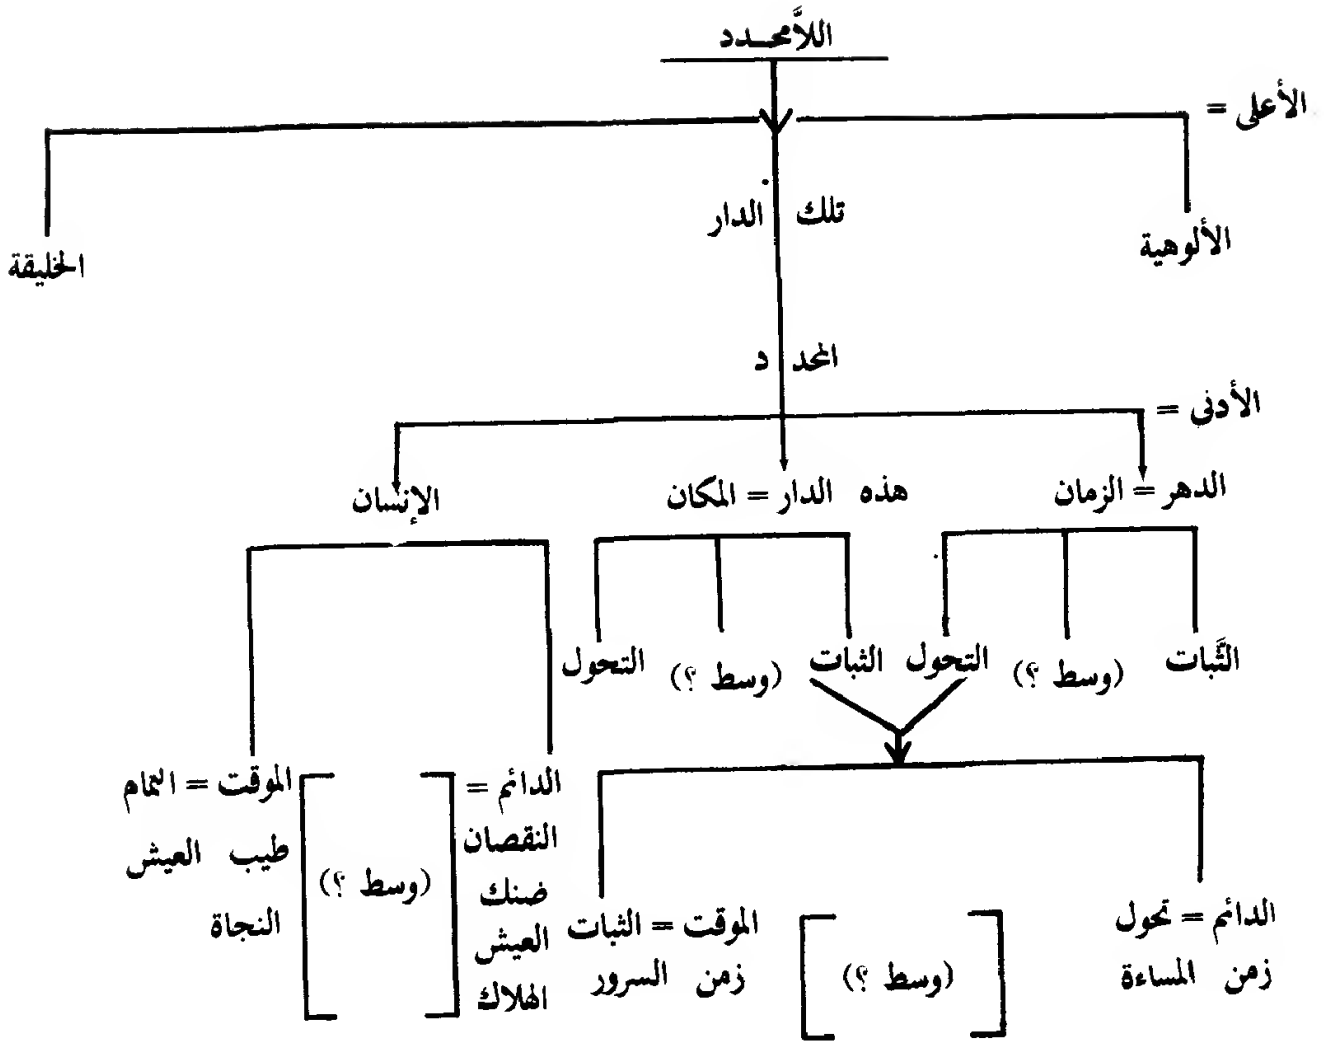 اللاَّمحـدد
الأعلى =
تلك الدار
الألوهية
الخليقة
المحدد
الأدنى =
الدهر = الزمان
هذه الدار = المكان
الإنسان
الثَّبات
(وسط ؟)
التحول
الثبات
(وسط ؟)
التحول
الدائم =
النقصان
ضنك
العيش
الهلاك
(وسط ؟)
الموقت = التمام
طيب العيش
النجاة
الدائم = تحول
زمن المساءة
(وسط ؟)
الموقت = الثبات
زمن السرور